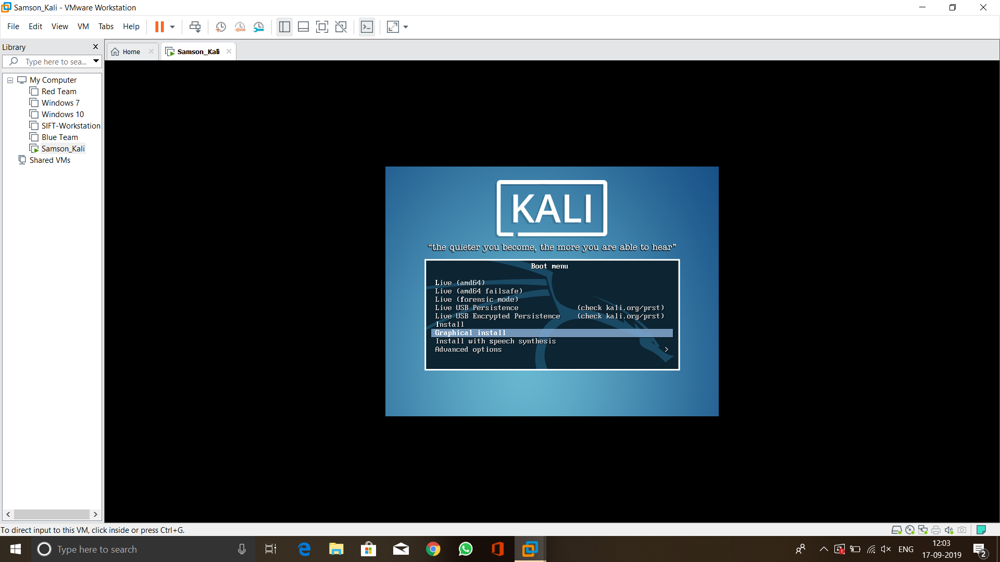 Samson_Kali - VMware Workstation
File Edit View VM Tabs Help
Library
Type here to sea...
Home
Samson_Kali
My Computer
Red Team
Windows 7
Windows 10
SIFT-Workstation
Blue Team
Samson_Kali
Shared VMs
KALI
“the quieter you become, the more you are able to hear”
Boot menu
Live (amd64)
Live (amd64 failsafe)
Live (forensic mode)
Live USB Persistence (check kali.org/prst)
Live USB Encrypted Persistence (check kali.org/prst)
Install
Graphical install
Install with speech synthesis
Advanced options >
To direct input to this VM, click inside or press Ctrl+G.
Type here to search
ENG
12:03
17-09-2019
2